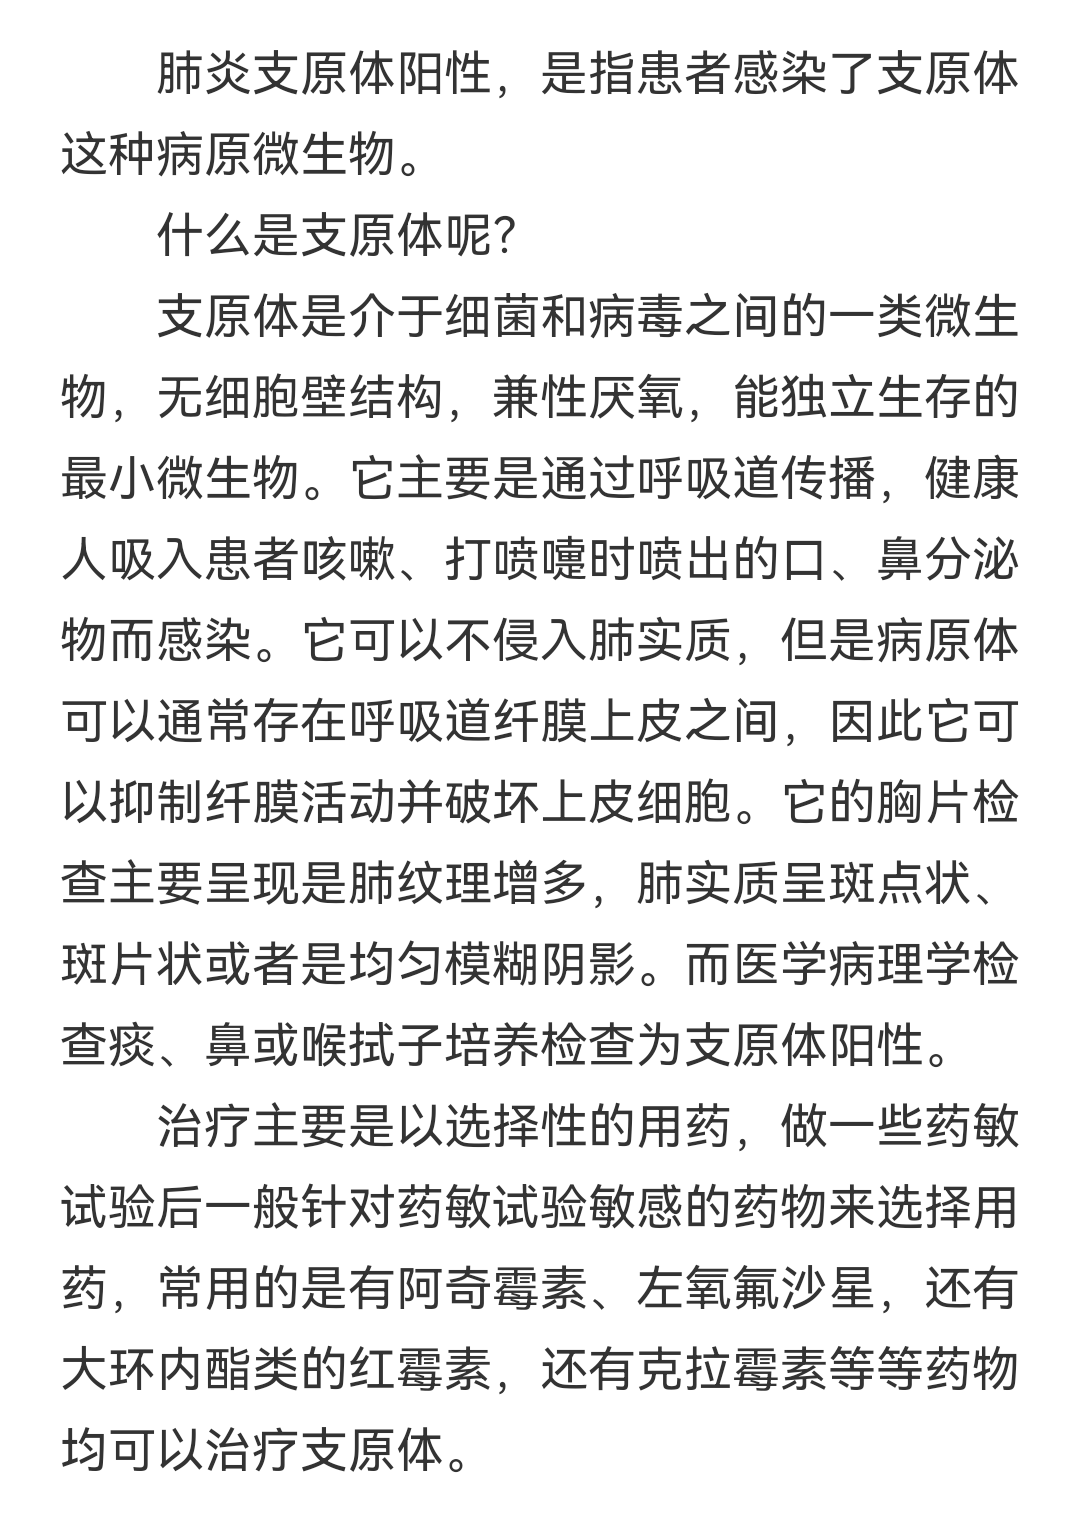 肺炎支原体阳性，是指患者感染了支原体
这种病原微生物。
什么是支原体呢？
支原体是介于细菌和病毒之间的一类微生
物，无细胞壁结构，兼性厌氧，能独立生存的
最小微生物。它主要是通过呼吸道传播，健康
人吸入患者咳嗽、打喷嚏时喷出的口、鼻分泌
物而感染。它可以不侵入肺实质，但是病原体
可以通常存在呼吸道纤膜上皮之间，因此它可
以抑制纤膜活动并破坏上皮细胞。它的胸片检
查主要呈现是肺纹理增多，肺实质呈斑点状、
斑片状或者是均匀模糊阴影。而医学病理学检
查痰、鼻或喉拭子培养检查为支原体阳性。
治疗主要是以选择性的用药，做一些药敏
试验后一般针对药敏试验敏感的药物来选择用
药，常用的是有阿奇霉素、左氧氟沙星，还有
大环内酯类的红霉素，还有克拉霉素等等药物
均可以治疗支原体。